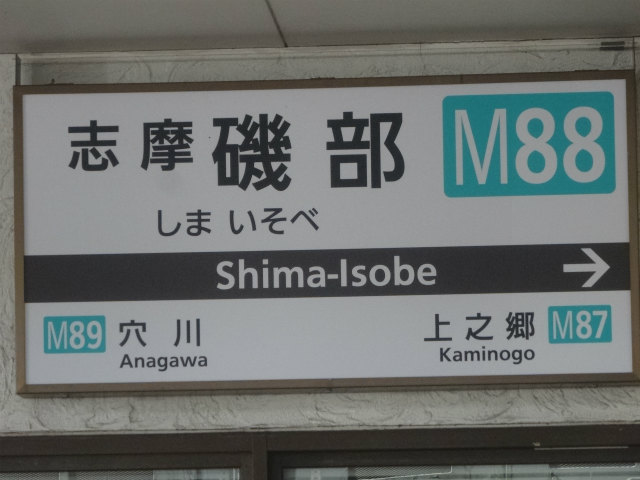 志摩磯部 M88
しま いそべ
Shima-Isobe →
M89 穴川 上之郷 M87
Anagawa Kaminogo